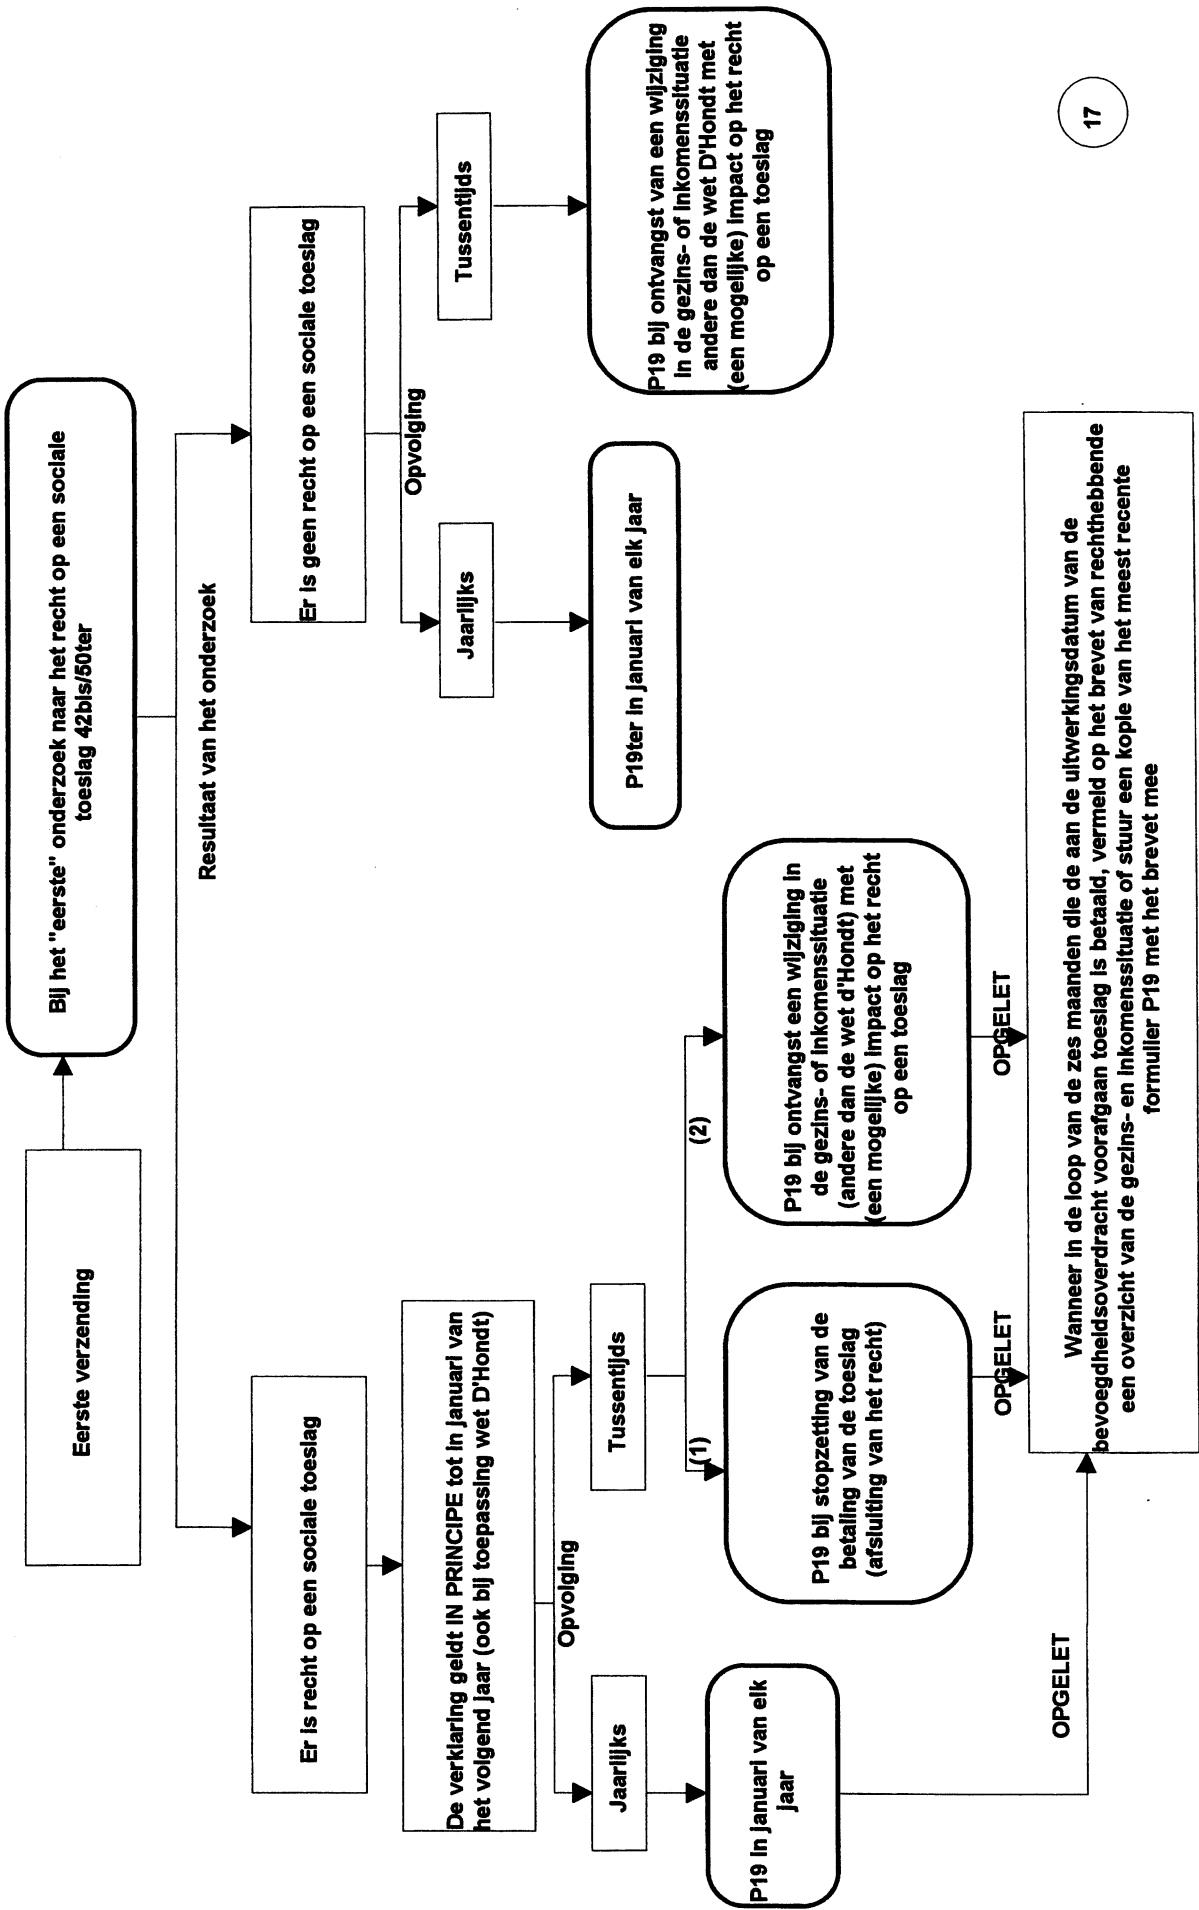 Eerste verzending
Bij het "eerste" onderzoek naar het recht op een sociale
toeslag 42bis/50ter
Resultaat van het onderzoek
Er is recht op een sociale toeslag
De verklaring geldt IN PRINCIPE tot in januari van
het volgend jaar (ook bij toepassing wet D'Hondt)
Opvolging
Jaarlijks
P19 in januari van elk
jaar
OPGELET
Tussentijds
(1)
P19 bij stopzetting van de
betaling van de toeslag
(afsluiting van het recht)
OPGELET
(2)
P19 bij ontvangst een wijziging in
de gezins- of inkomenssituatie
(andere dan de wet d'Hondt) met
(een mogelijke) impact op het recht
op een toeslag
OPGELET
Wanneer in de loop van de zes maanden die de aan de uitwerkingsdatum van de
bevoegdheidsoverdracht voorafgaan toeslag is betaald, vermeld op het brevet van rechthebbende
een overzicht van de gezins- en inkomenssituatie of stuur een kopie van het meest recente
formulier P19 met het brevet mee
Er is geen recht op een sociale toeslag
Opvolging
Jaarlijks
P19ter in januari van elk jaar
Tussentijds
P19 bij ontvangst van een wijziging
in de gezins- of inkomenssituatie
andere dan de wet D'Hondt met
(een mogelijke) impact op het recht
op een toeslag
17